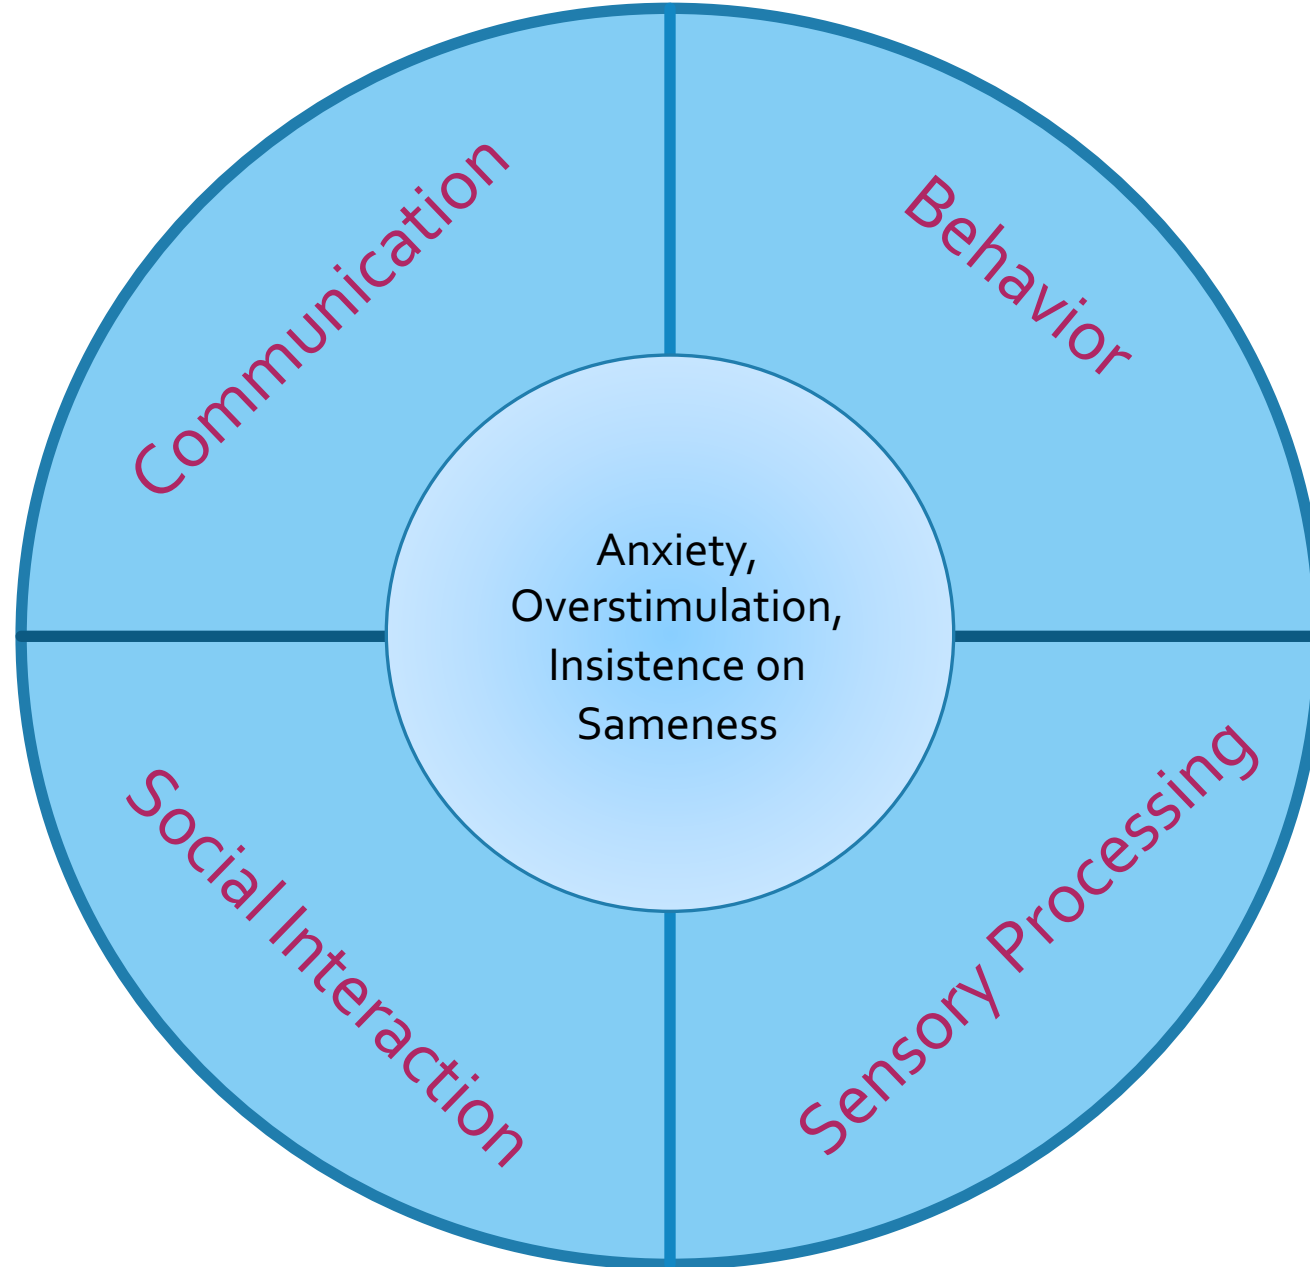 Communication
Behavior
Anxiety,
Overstimulation,
Insistence on
Sameness
Social Interaction
Sensory Processing